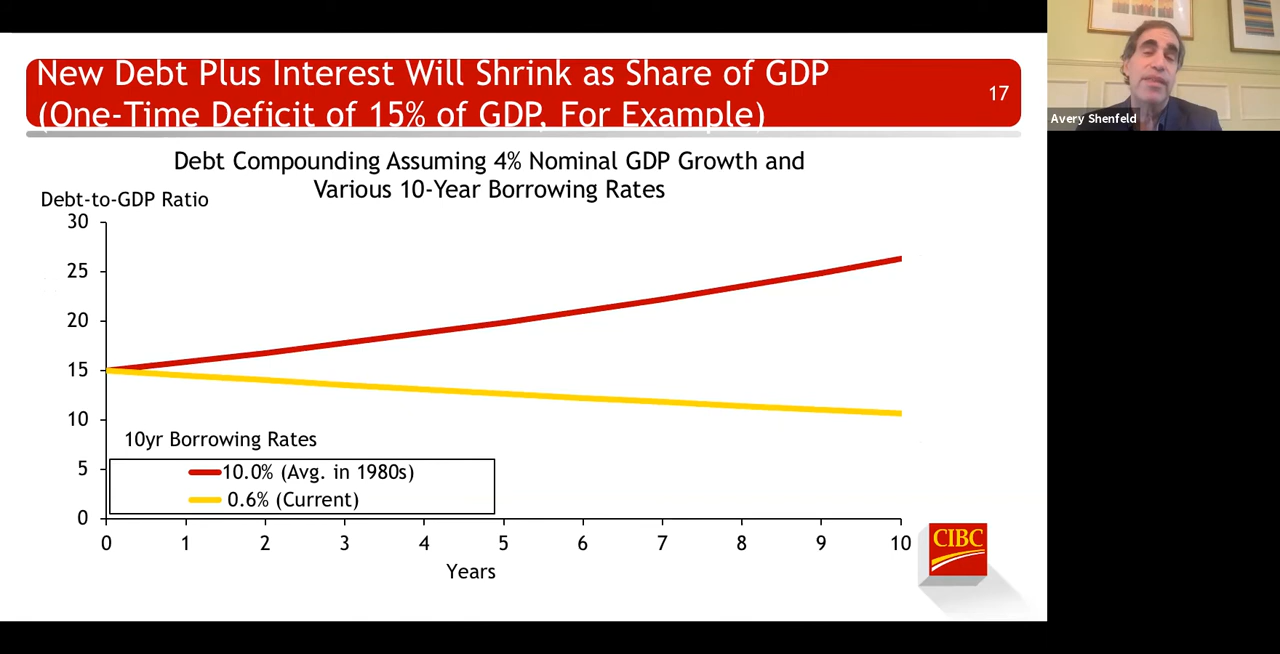 New Debt Plus Interest Will Shrink as Share of GDP
(One-Time Deficit of 15% of GDP, For Example)
17
Avery Shenfeld
Debt Compounding Assuming 4% Nominal GDP Growth and
Various 10-Year Borrowing Rates
Debt-to-GDP Ratio
30
25
20
15
10
5
0
10yr Borrowing Rates
10.0% (Avg. in 1980s)
0.6% (Current)
0 1 2 3 4 5 6 7 8 9 10
Years
CIBC